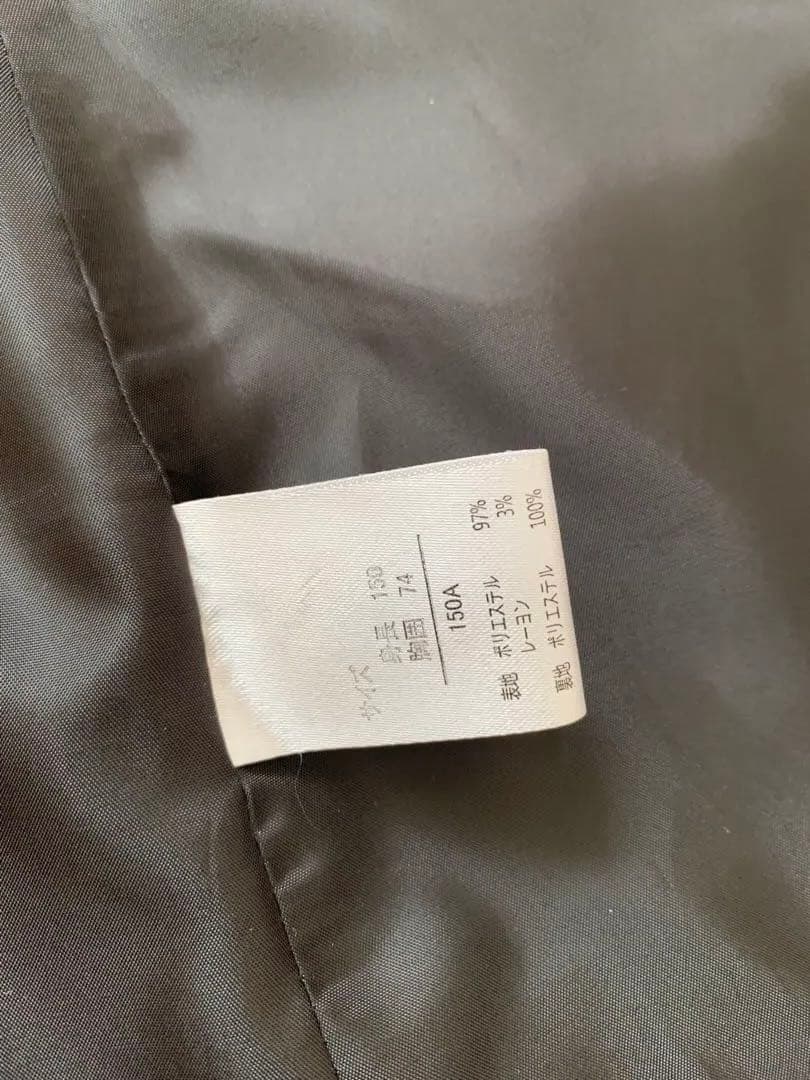 サイズ
身長 150
胸囲 74
150A
表地 ポリエステル 97%
レーヨン 3%
裏地 ポリエステル 100%